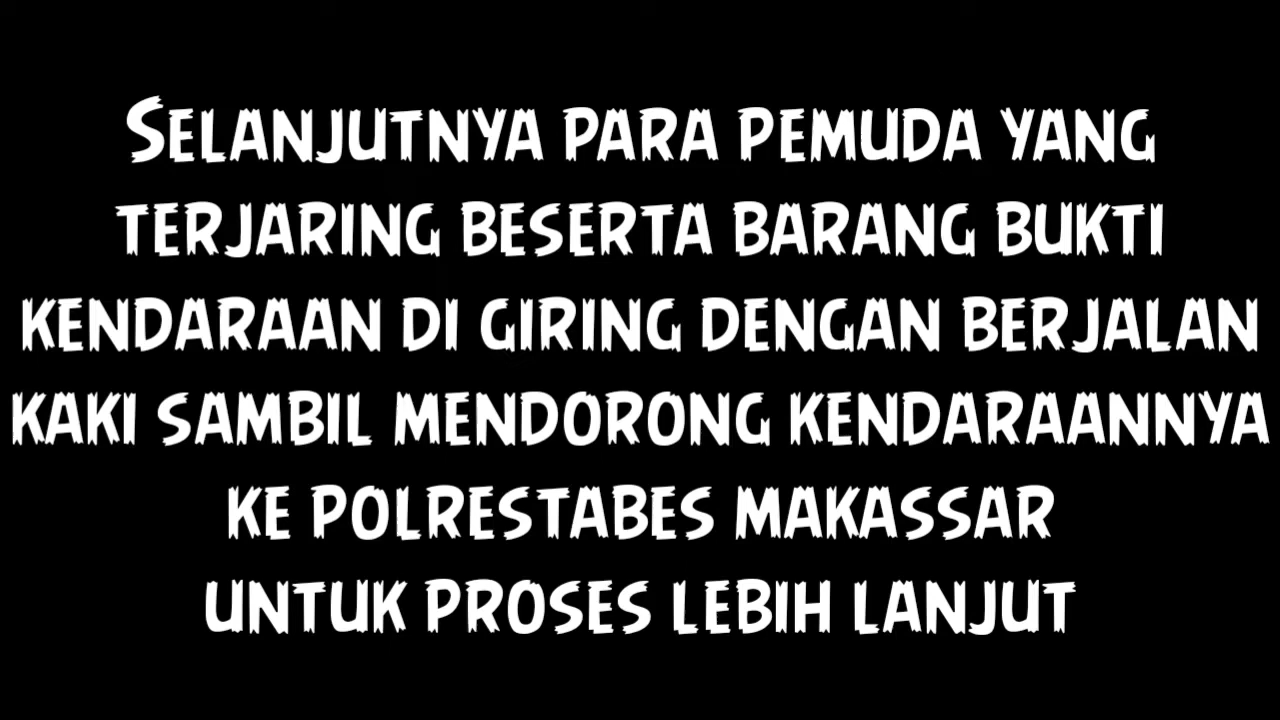 Selanjutnya para pemuda yang
terjaring beserta barang bukti
kendaraan di giring dengan berjalan
kaki sambil mendorong kendaraannya
ke polrestabes makassar
untuk proses lebih lanjut